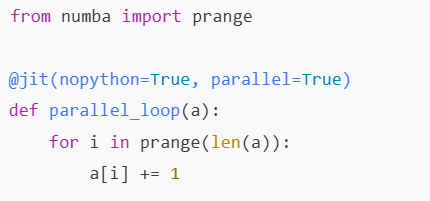 from numba import prange
@jit(nopython=True, parallel=True)
def parallel_loop(a):
    for i in prange(len(a)):
        a[i] += 1